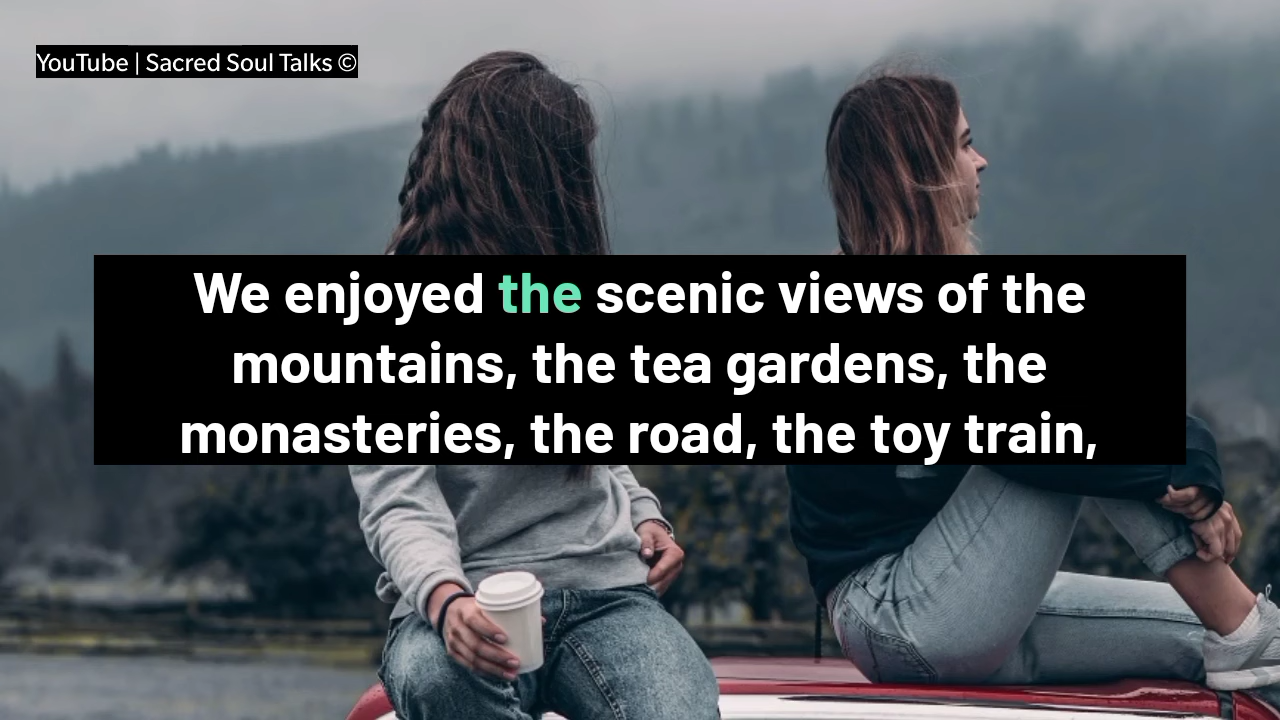 YouTube | Sacred Soul Talks ©
We enjoyed the scenic views of the
mountains, the tea gardens, the
monasteries, the road, the toy train,